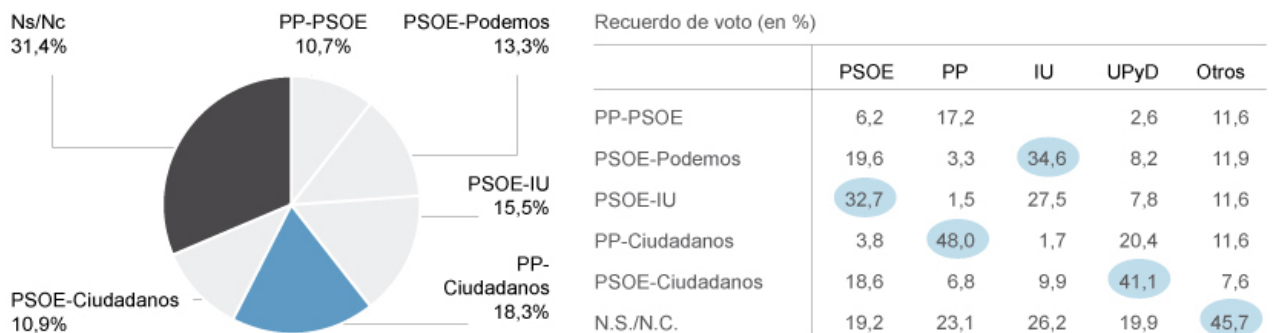 Ns/Nc
31,4%
PP-PSOE
10,7%
PSOE-Podemos
13,3%
PSOE-IU
15,5%
PP-
Ciudadanos
18,3%
PSOE-Ciudadanos
10,9%
Recuerdo de voto (en %)
PSOE PP IU UPyD Otros
PP-PSOE 6,2 17,2 2,6 11,6
PSOE-Podemos 19,6 3,3 34,6 8,2 11,9
PSOE-IU 32,7 1,5 27,5 7,8 11,6
PP-Ciudadanos 3,8 48,0 1,7 20,4 11,6
PSOE-Ciudadanos 18,6 6,8 9,9 41,1 7,6
N.S./N.C. 19,2 23,1 26,2 19,9 45,7